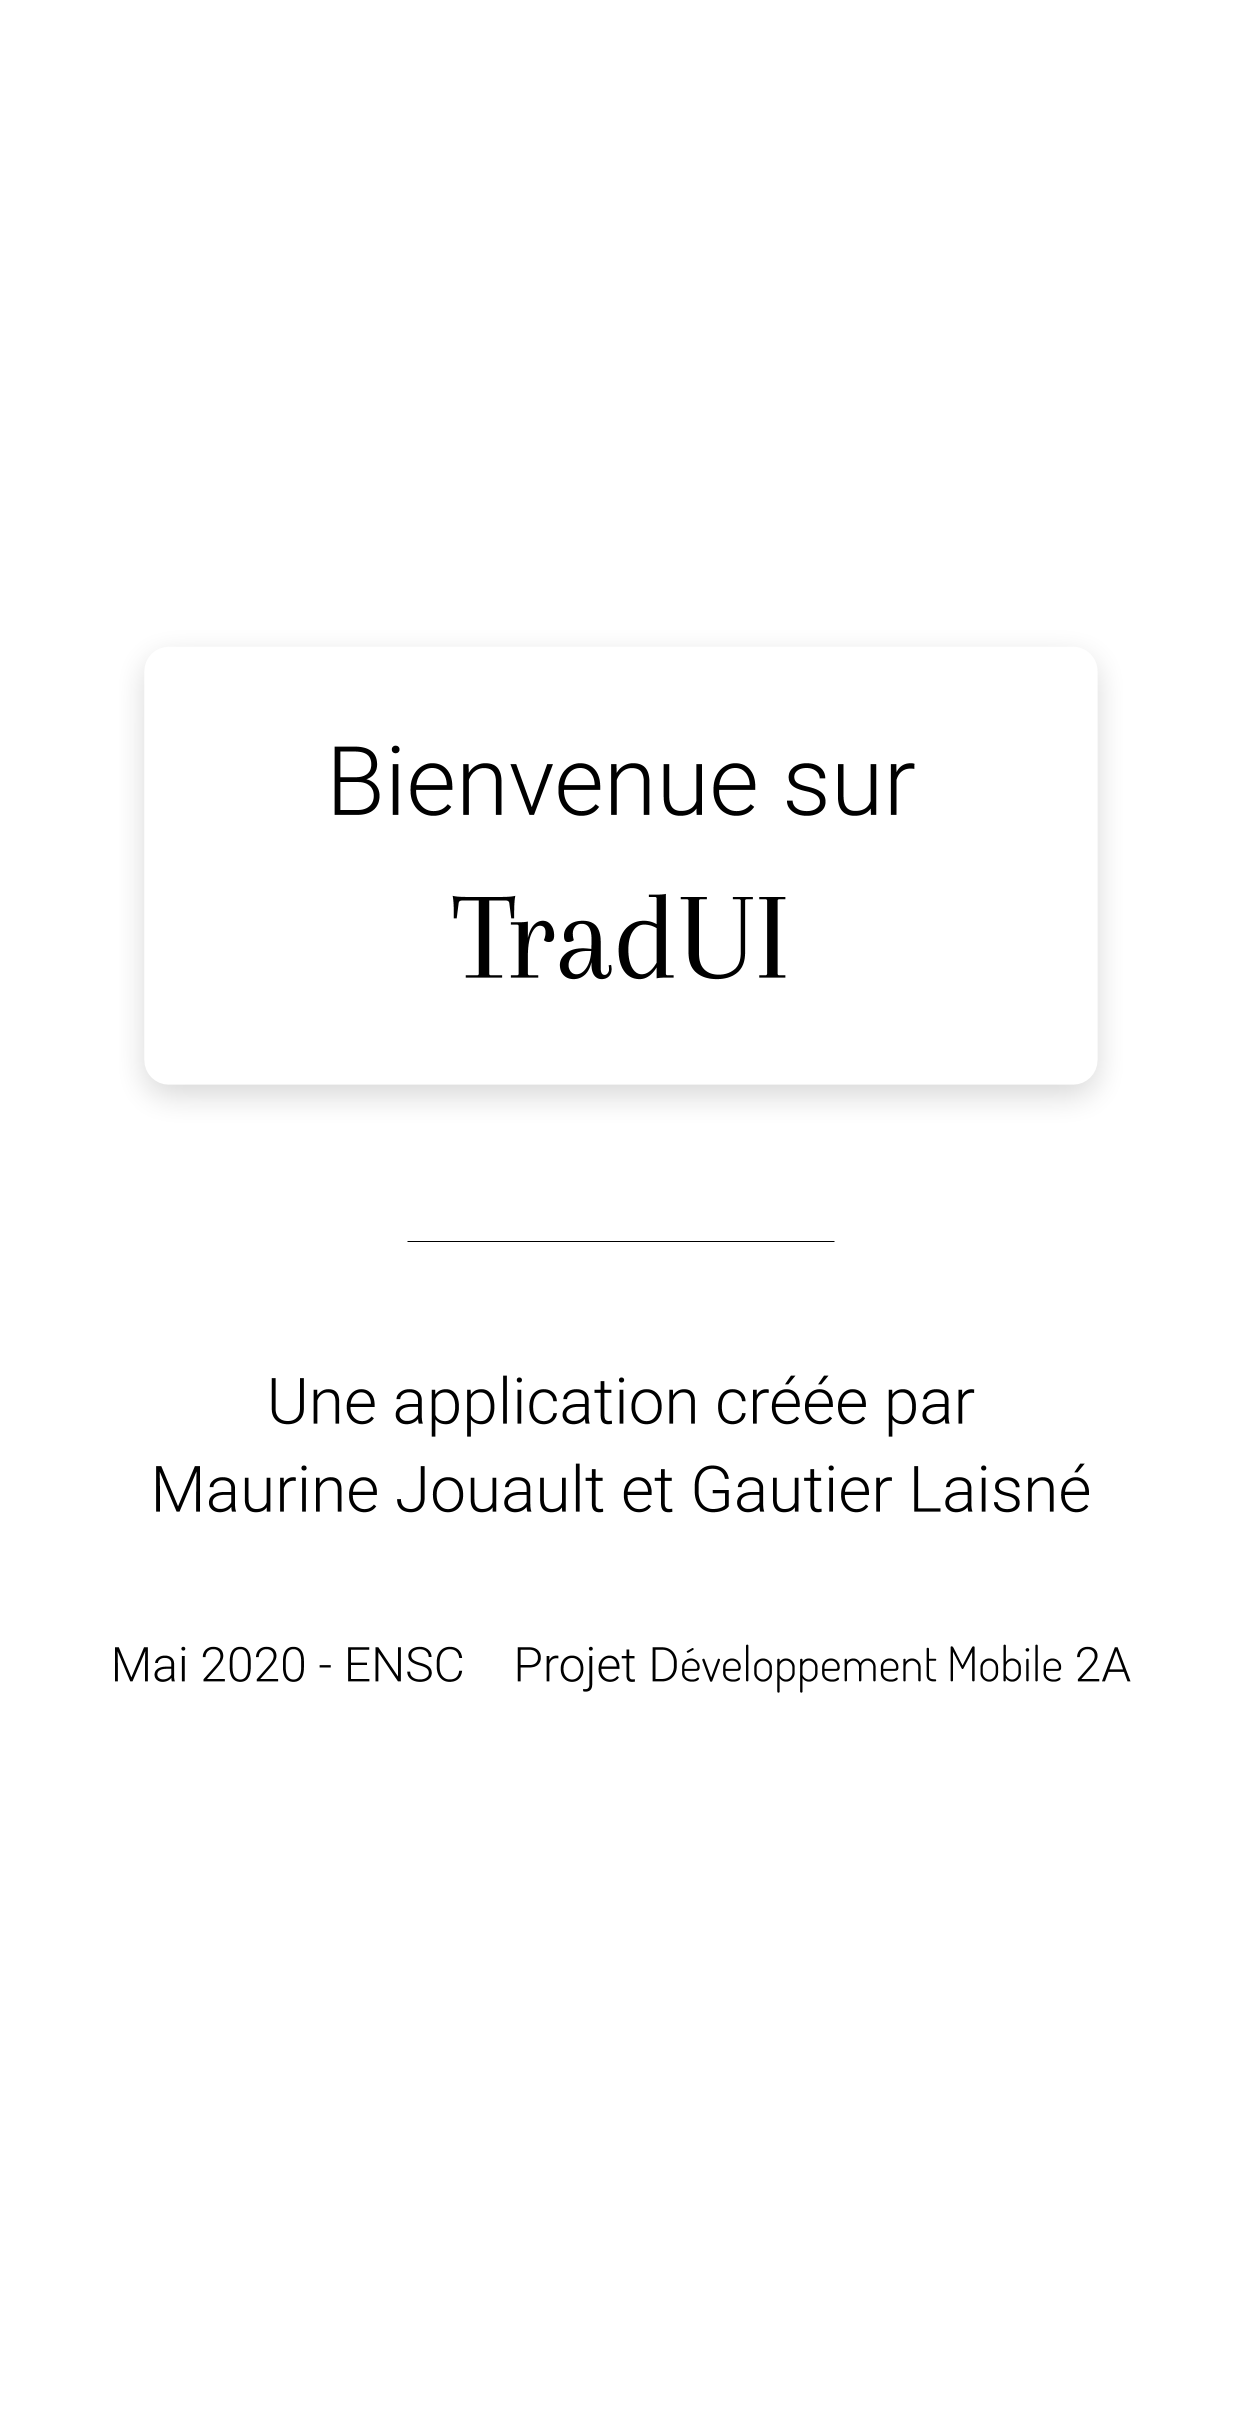 Bienvenue sur
TradUI
Une application créée par
Maurine Jouault et Gautier Laisné
Mai 2020 - ENSC    Projet Développement Mobile 2A